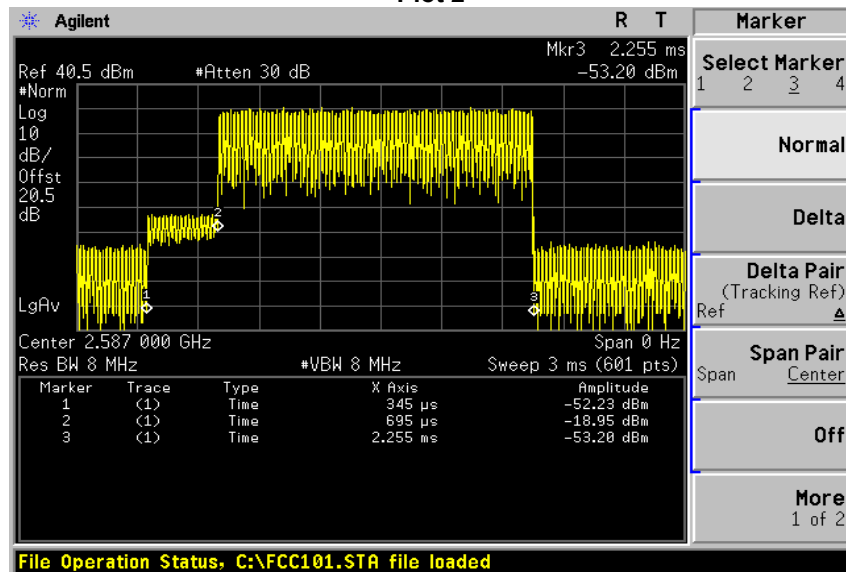 Agilent R T Marker
Mkr3 2.255 ms
Ref 40.5 dBm #Atten 30 dB -53.20 dBm
#Norm
Log
10
dB/
Offst
20.5
dB
LgAv
1
2
3
Center 2.587 000 GHz Span 0 Hz
Res BW 8 MHz #VBW 8 MHz Sweep 3 ms (601 pts)
Marker Trace Type X Axis Amplitude
1 (1) Time 345 µs -52.23 dBm
2 (1) Time 695 µs -18.95 dBm
3 (1) Time 2.255 ms -53.20 dBm
Select Marker
1 2 3 4
Normal
Delta
Delta Pair
(Tracking Ref)
Ref Δ
Span Pair
Span Center
Off
More
1 of 2
File Operation Status, C:\FCC101.STA file loaded